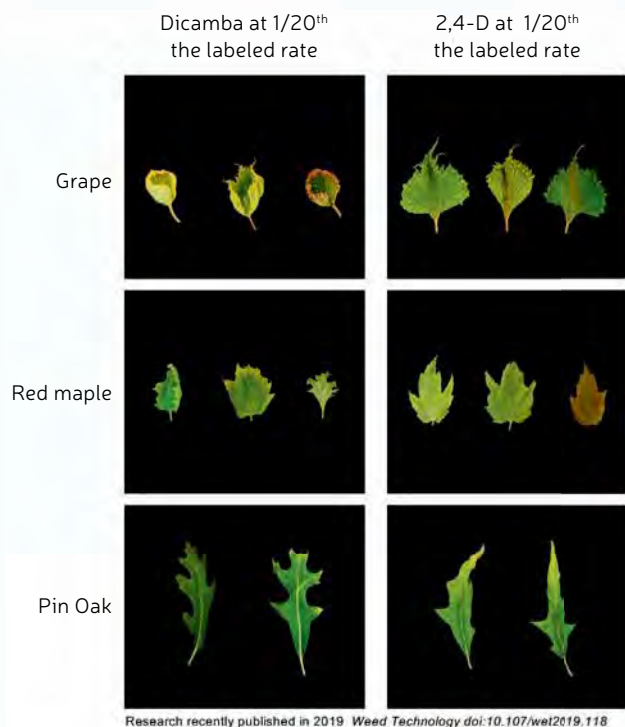 Dicamba at 1/20th
the labeled rate
2,4-D at 1/20th
the labeled rate
Grape
Red maple
Pin Oak
Research recently published in 2019 Weed Technology doi:10.107/wet2019.118